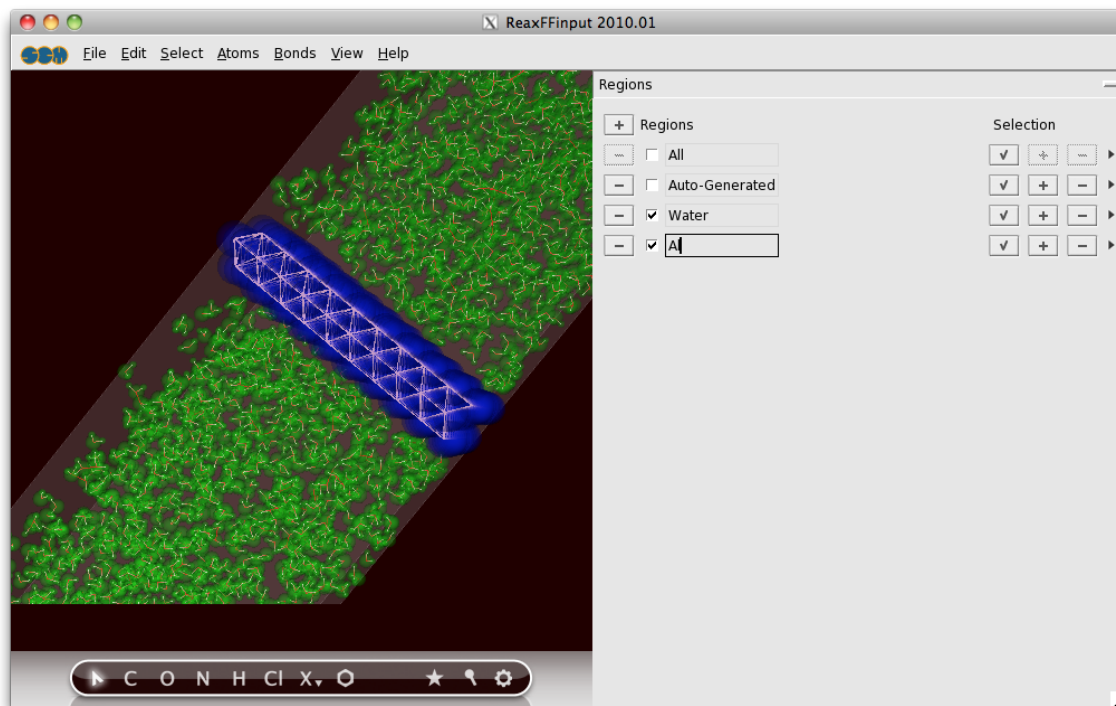 ReaxFFinput 2010.01
SCM File Edit Select Atoms Bonds View Help
Regions
Regions Selection
All
Auto-Generated
Water
Al
C O N H Cl X